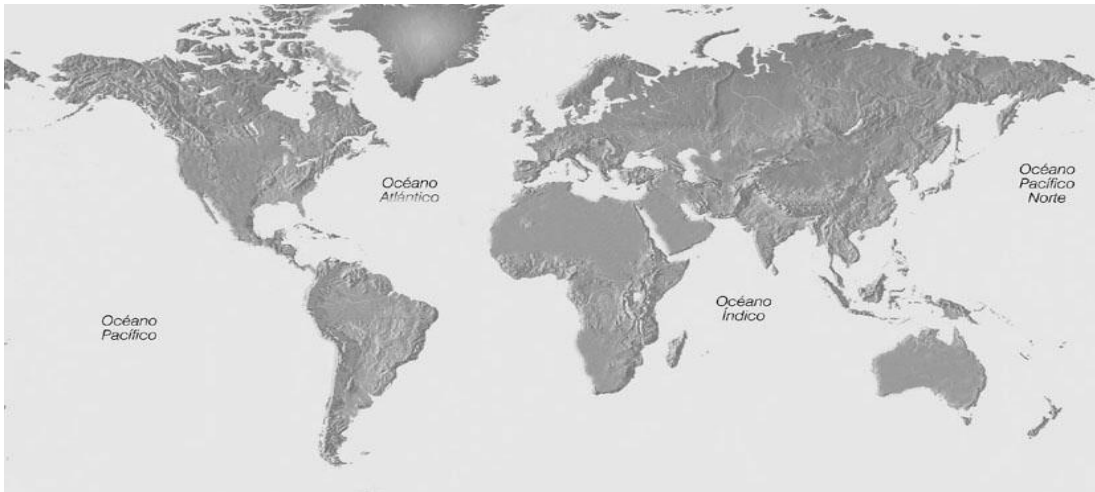 Océano
Atlántico
Océano
Pacífico
Norte
Océano
Índico
Océano
Pacífico